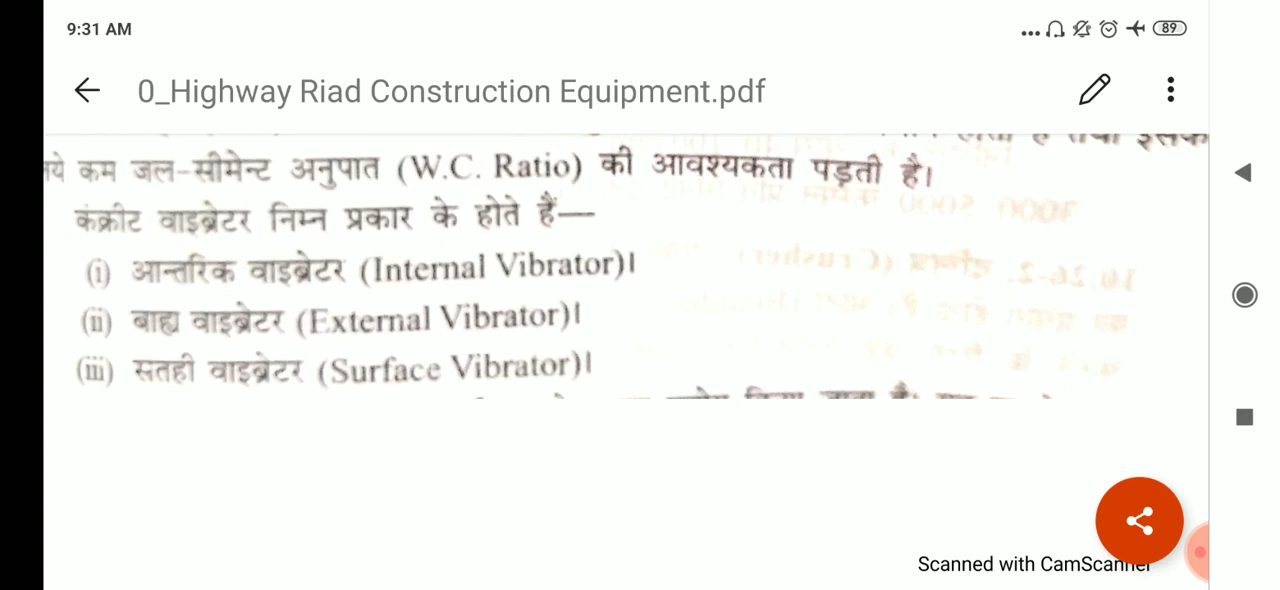 9:31 AM
89
0_Highway Riad Construction Equipment.pdf
कम जल-सीमेन्ट अनुपात (W.C. Ratio) की आवश्यकता पड़ती है।
कंक्रीट वाइब्रेटर निम्न प्रकार के होते हैं—
(i) आन्तरिक वाइब्रेटर (Internal Vibrator)।
(ii) बाह्य वाइब्रेटर (External Vibrator)।
(iii) सतही वाइब्रेटर (Surface Vibrator)।
Scanned with CamScanner